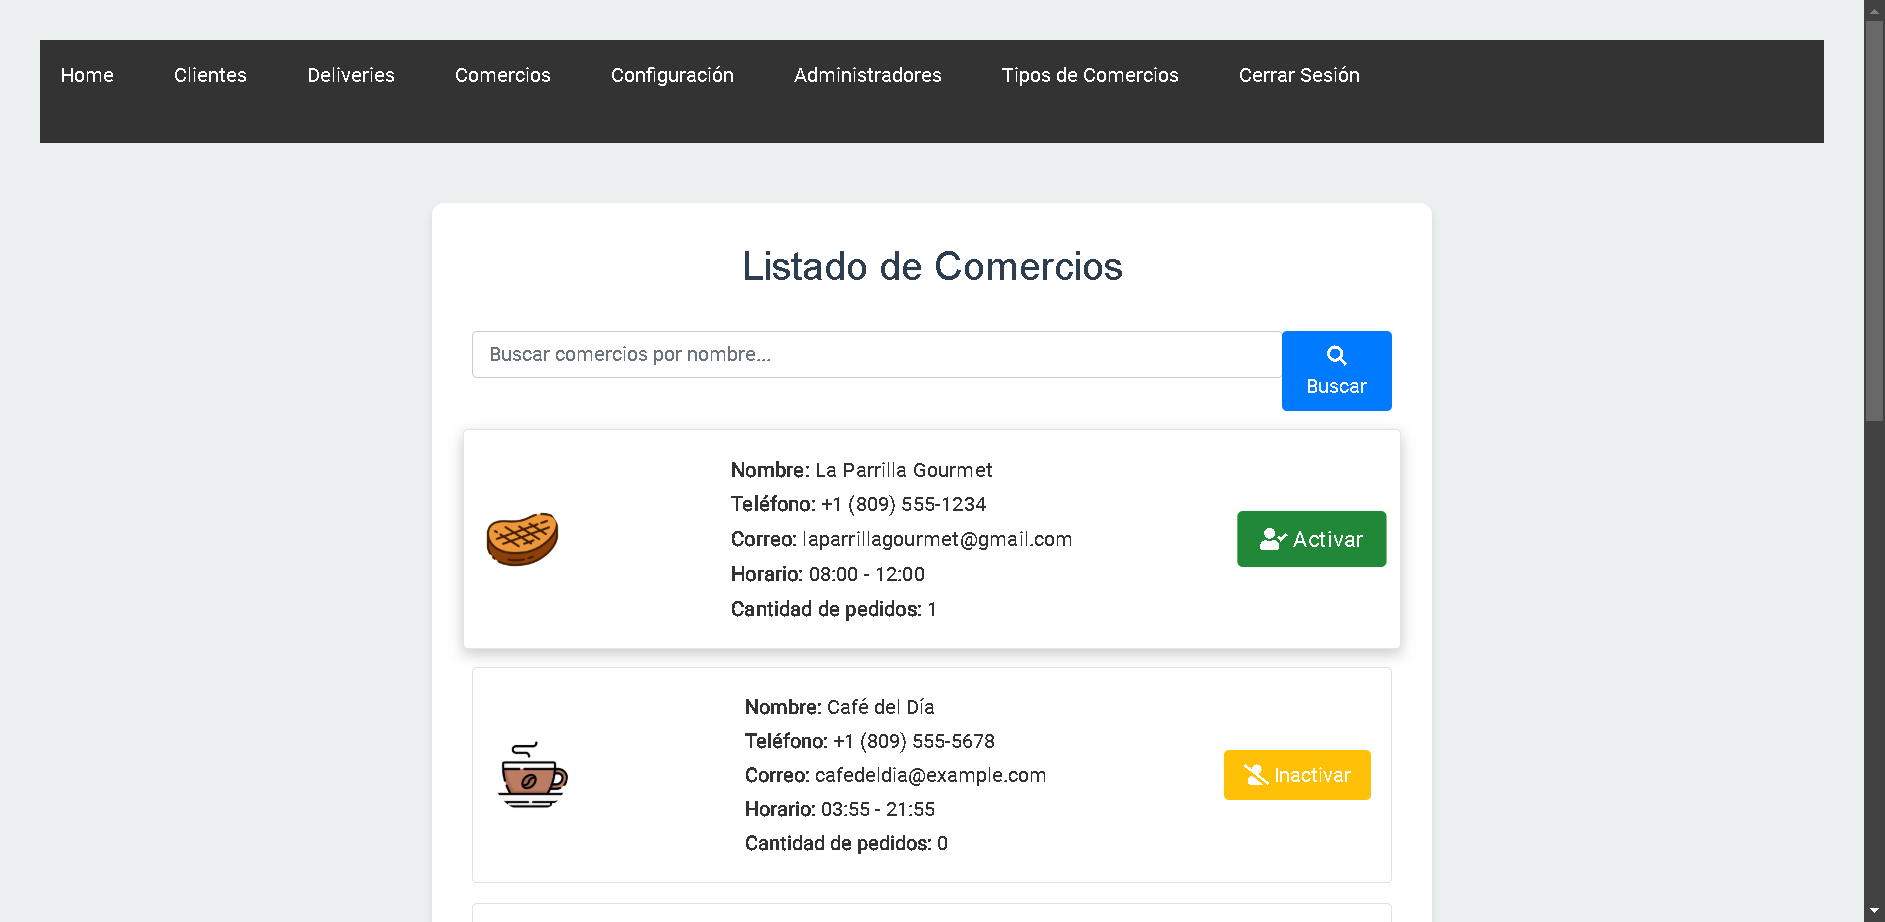 Home Clientes Deliveries Comercios Configuración Administradores Tipos de Comercios Cerrar Sesión
Listado de Comercios
Buscar comercios por nombre...
Buscar
Nombre: La Parrilla Gourmet
Teléfono: +1 (809) 555-1234
Correo: laparrillagourmet@gmail.com
Horario: 08:00 - 12:00
Cantidad de pedidos: 1
Activar
Nombre: Café del Día
Teléfono: +1 (809) 555-5678
Correo: cafedeldia@example.com
Horario: 03:55 - 21:55
Cantidad de pedidos: 0
Inactivar